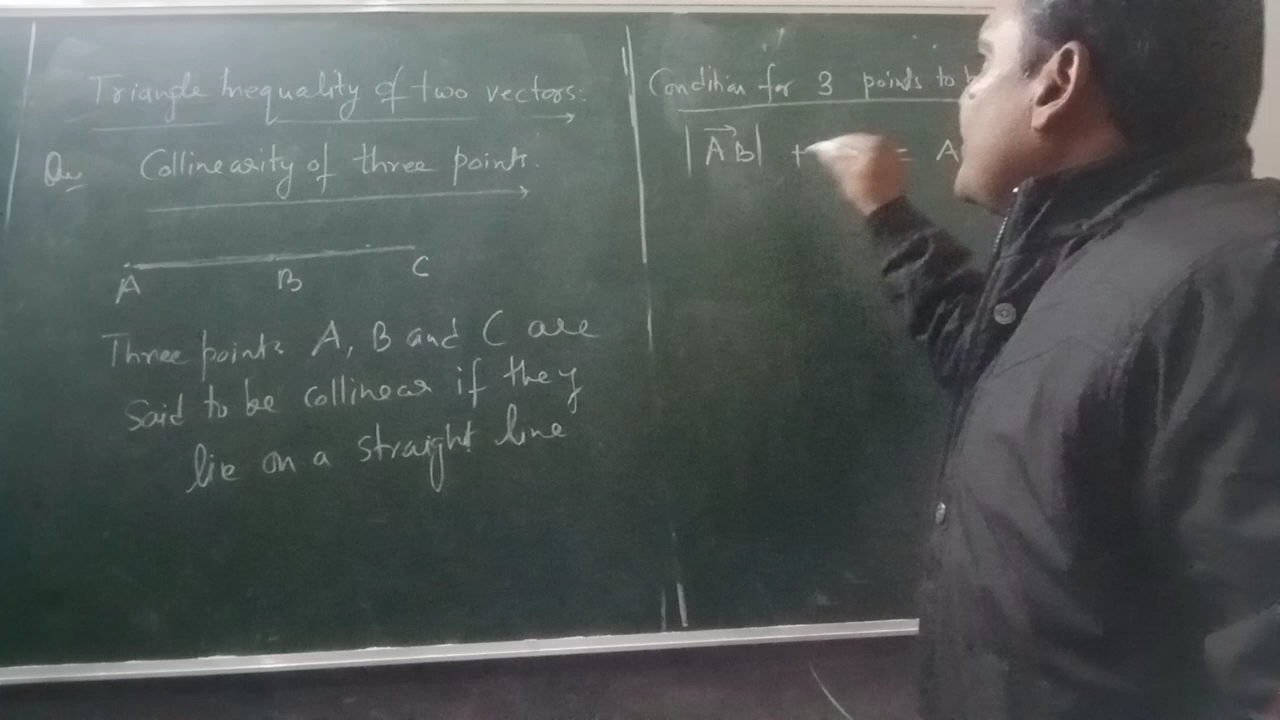 Triangle Inequality of two vectors:
Qu Collinearity of three points.
A B C
Three points A, B and C are
said to be collinear if they
lie on a straight line
Condition for 3 points to b
|AB| + = A